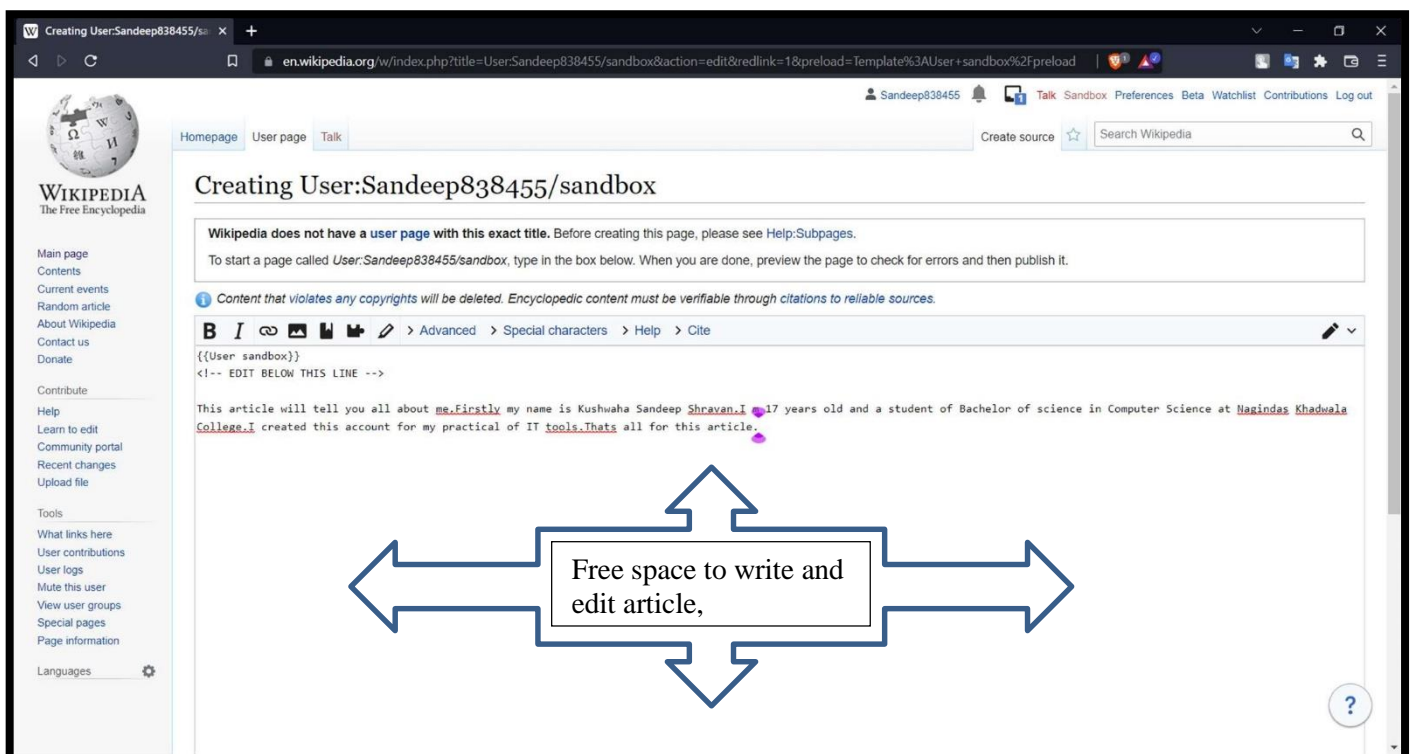 Creating User:Sandeep838455/sa
en.wikipedia.org/w/index.php?title=User:Sandeep838455/sandbox&action=edit&redlink=1&preload=Template%3AUser+sandbox%2Fpreload
Sandeep838455 1 Talk Sandbox Preferences Beta Watchlist Contributions Log out
Homepage User page Talk Create source Search Wikipedia
WIKIPEDIA
The Free Encyclopedia
Main page
Contents
Current events
Random article
About Wikipedia
Contact us
Donate
Contribute
Help
Learn to edit
Community portal
Recent changes
Upload file
Tools
What links here
User contributions
User logs
Mute this user
View user groups
Special pages
Page information
Languages
Creating User:Sandeep838455/sandbox
Wikipedia does not have a user page with this exact title. Before creating this page, please see Help:Subpages.
To start a page called User:Sandeep838455/sandbox, type in the box below. When you are done, preview the page to check for errors and then publish it.
Content that violates any copyrights will be deleted. Encyclopedic content must be verifiable through citations to reliable sources.
B I > Advanced > Special characters > Help > Cite
{{User sandbox}}
<!-- EDIT BELOW THIS LINE -->
This article will tell you all about me.Firstly my name is Kushwaha Sandeep Shravan.I 17 years old and a student of Bachelor of science in Computer Science at Nagindas Khadwala
College.I created this account for my practical of IT tools.Thats all for this article.
Free space to write and
edit article,
?